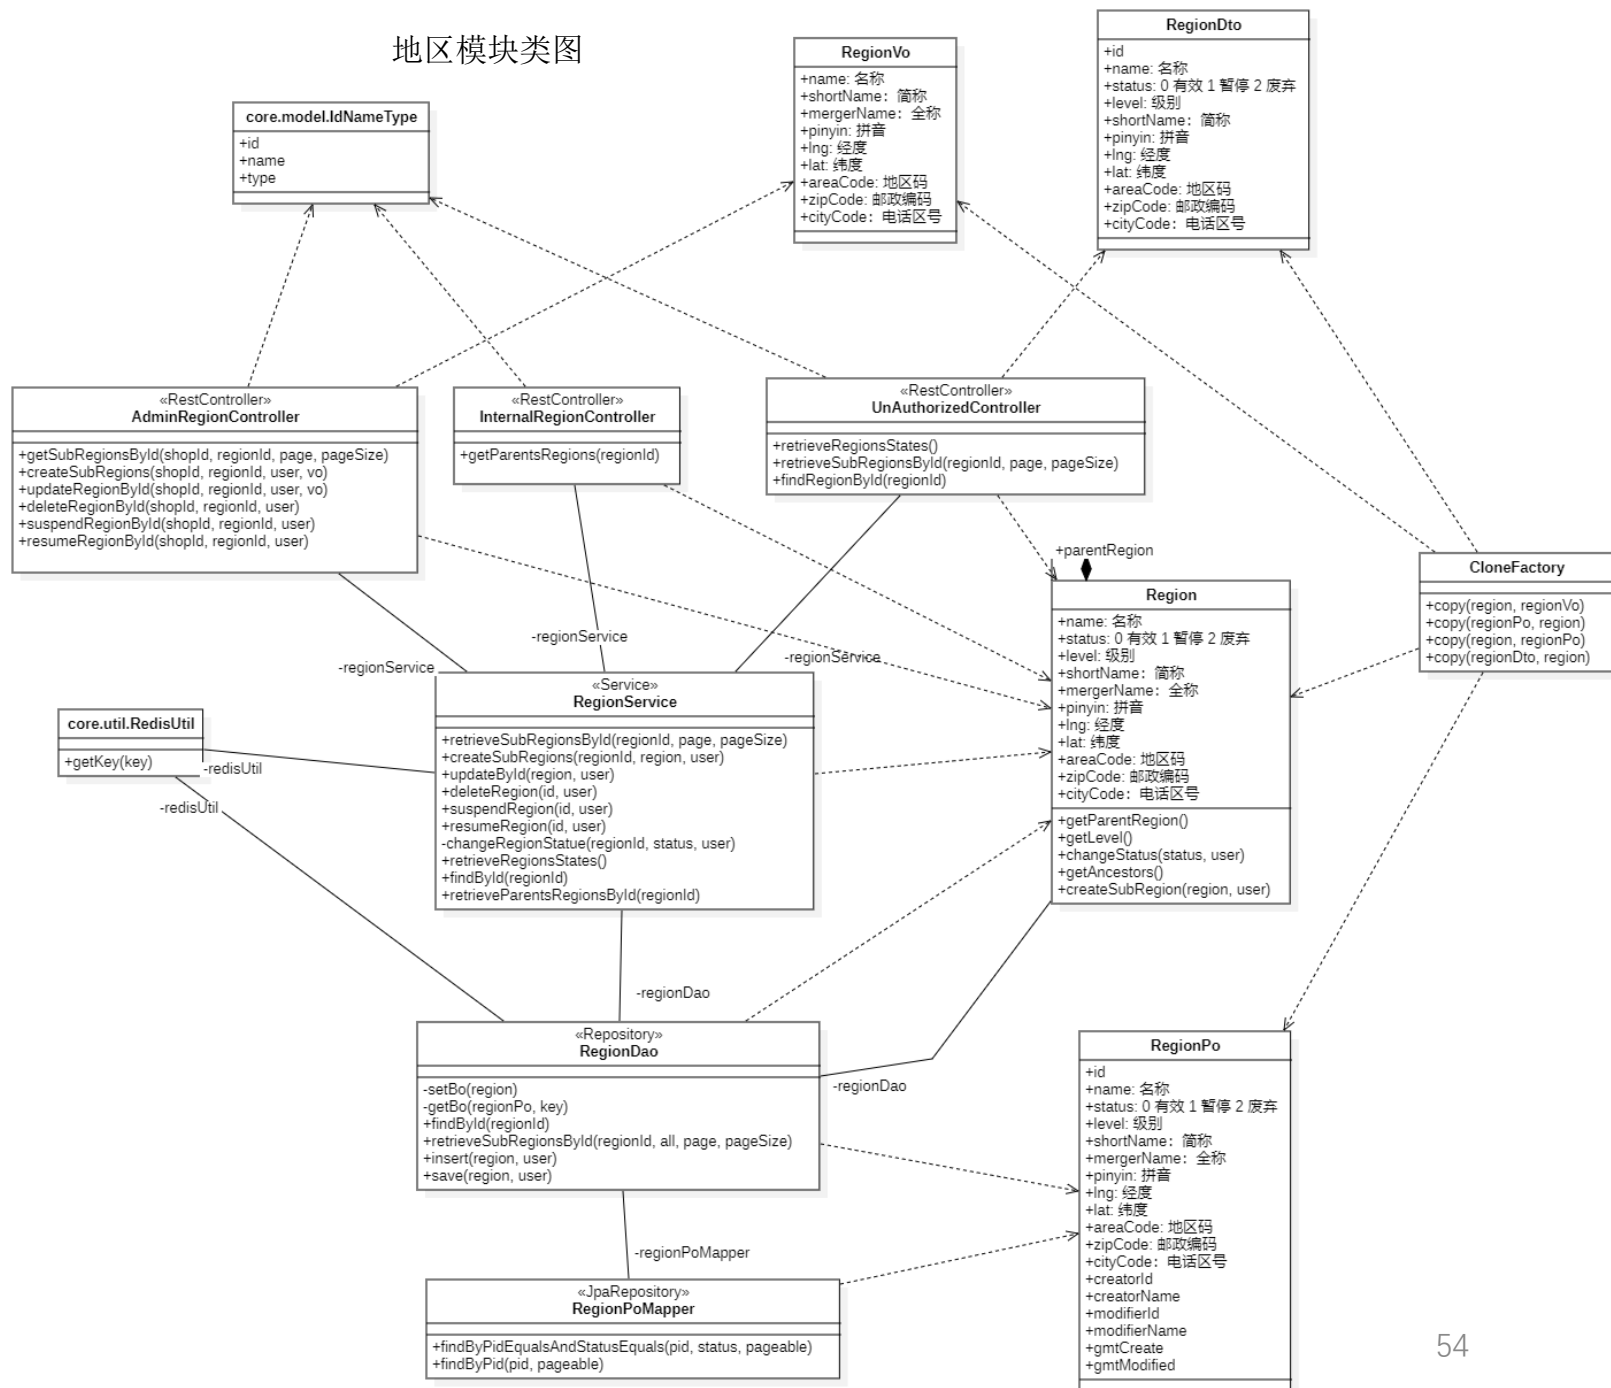 地区模块类图
core.model.IdNameType
+id
+name
+type
RegionVo
+name: 名称
+shortName：简称
+mergerName：全称
+pinyin: 拼音
+lng: 经度
+lat: 纬度
+areaCode: 地区码
+zipCode: 邮政编码
+cityCode：电话区号
RegionDto
+id
+name: 名称
+status: 0 有效 1 暂停 2 废弃
+level: 级别
+shortName：简称
+pinyin: 拼音
+lng: 经度
+lat: 纬度
+areaCode: 地区码
+zipCode: 邮政编码
+cityCode：电话区号
«RestController»
AdminRegionController
+getSubRegionsById(shopId, regionId, page, pageSize)
+createSubRegions(shopId, regionId, user, vo)
+updateRegionById(shopId, regionId, user, vo)
+deleteRegionById(shopId, regionId, user)
+suspendRegionById(shopId, regionId, user)
+resumeRegionById(shopId, regionId, user)
«RestController»
InternalRegionController
+getParentsRegions(regionId)
«RestController»
UnAuthorizedController
+retrieveRegionsStates()
+retrieveSubRegionsById(regionId, page, pageSize)
+findRegionById(regionId)
+parentRegion
Region
+name: 名称
+status: 0 有效 1 暂停 2 废弃
+level: 级别
+shortName：简称
+mergerName：全称
+pinyin: 拼音
+lng: 经度
+lat: 纬度
+areaCode: 地区码
+zipCode: 邮政编码
+cityCode：电话区号
+getParentRegion()
+getLevel()
+changeStatus(status, user)
+getAncestors()
+createSubRegion(region, user)
CloneFactory
+copy(region, regionVo)
+copy(regionPo, region)
+copy(region, regionPo)
+copy(regionDto, region)
-regionService
-regionService
-regionService
«Service»
RegionService
+retrieveSubRegionsById(regionId, page, pageSize)
+createSubRegions(regionId, region, user)
+updateById(region, user)
+deleteRegion(id, user)
+suspendRegion(id, user)
+resumeRegion(id, user)
-changeRegionStatue(regionId, status, user)
+retrieveRegionsStates()
+findById(regionId)
+retrieveParentsRegionsById(regionId)
core.util.RedisUtil
+getKey(key)
-redisUtil
-redisUtil
-regionDao
«Repository»
RegionDao
-setBo(region)
-getBo(regionPo, key)
+findById(regionId)
+retrieveSubRegionsById(regionId, all, page, pageSize)
+insert(region, user)
+save(region, user)
-regionDao
-regionPoMapper
«JpaRepository»
RegionPoMapper
+findByPidEqualsAndStatusEquals(pid, status, pageable)
+findByPid(pid, pageable)
RegionPo
+id
+name: 名称
+status: 0 有效 1 暂停 2 废弃
+level: 级别
+shortName：简称
+mergerName：全称
+pinyin: 拼音
+lng: 经度
+lat: 纬度
+areaCode: 地区码
+zipCode: 邮政编码
+cityCode：电话区号
+creatorId
+creatorName
+modifierId
+modifierName
+gmtCreate
+gmtModified
54